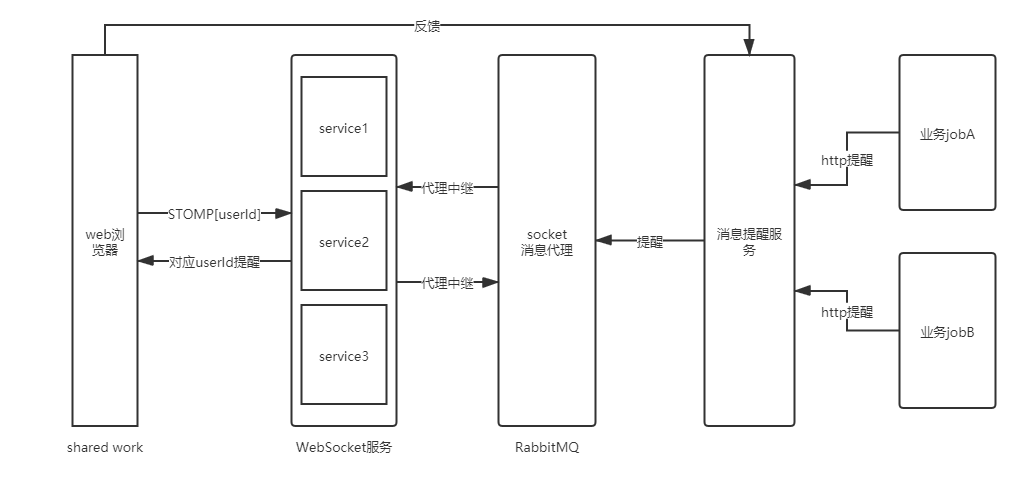 反馈
service1
业务jobA
http提醒
代理中继
STOMP[userId]
web浏
览器
service2
socket
消息代理
提醒
消息提醒服
务
对应userId提醒
代理中继
http提醒
业务jobB
service3
shared work
WebSocket服务
RabbitMQ